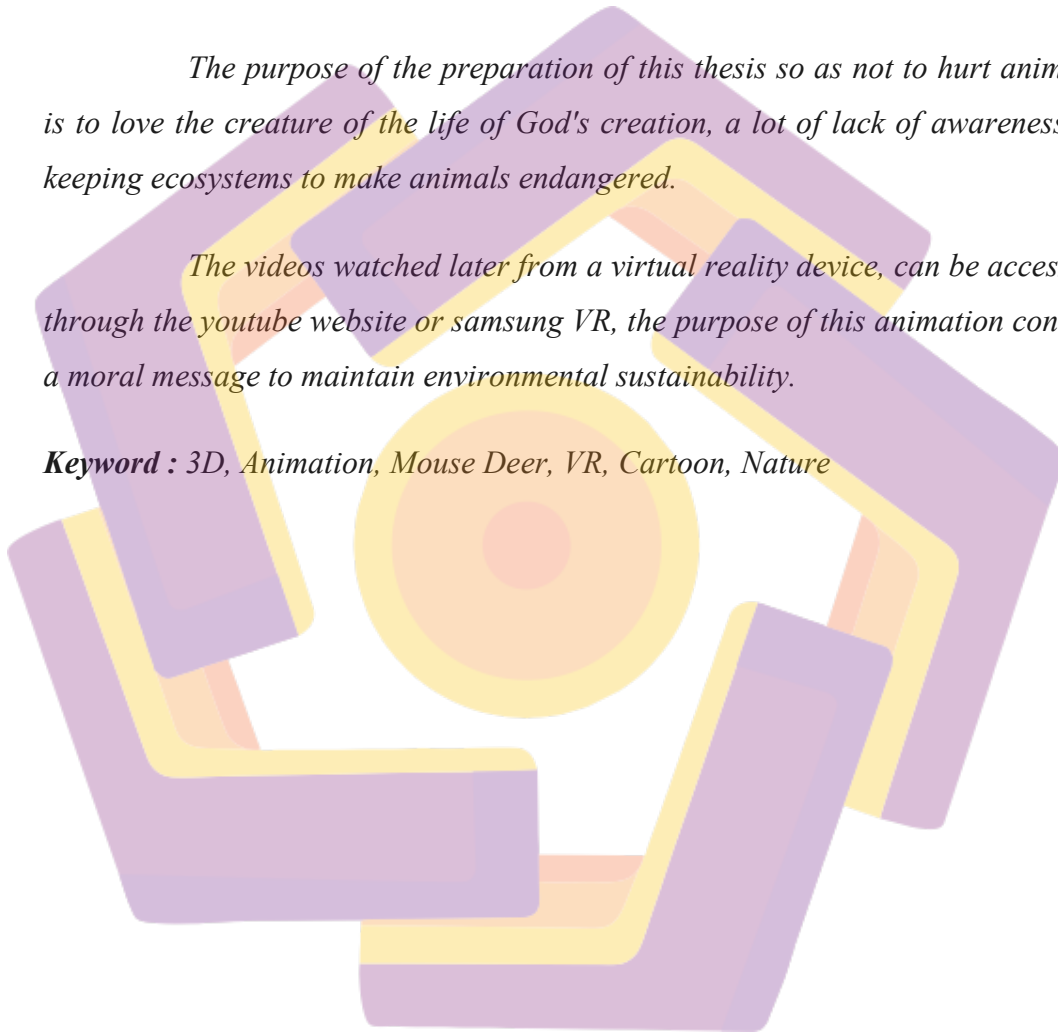 The purpose of the preparation of this thesis so as not to hurt anim
is to love the creature of the life of God's creation, a lot of lack of awareness
keeping ecosystems to make animals endangered.
The videos watched later from a virtual reality device, can be acces
through the youtube website or samsung VR, the purpose of this animation con
a moral message to maintain environmental sustainability.
Keyword : 3D, Animation, Mouse Deer, VR, Cartoon, Nature